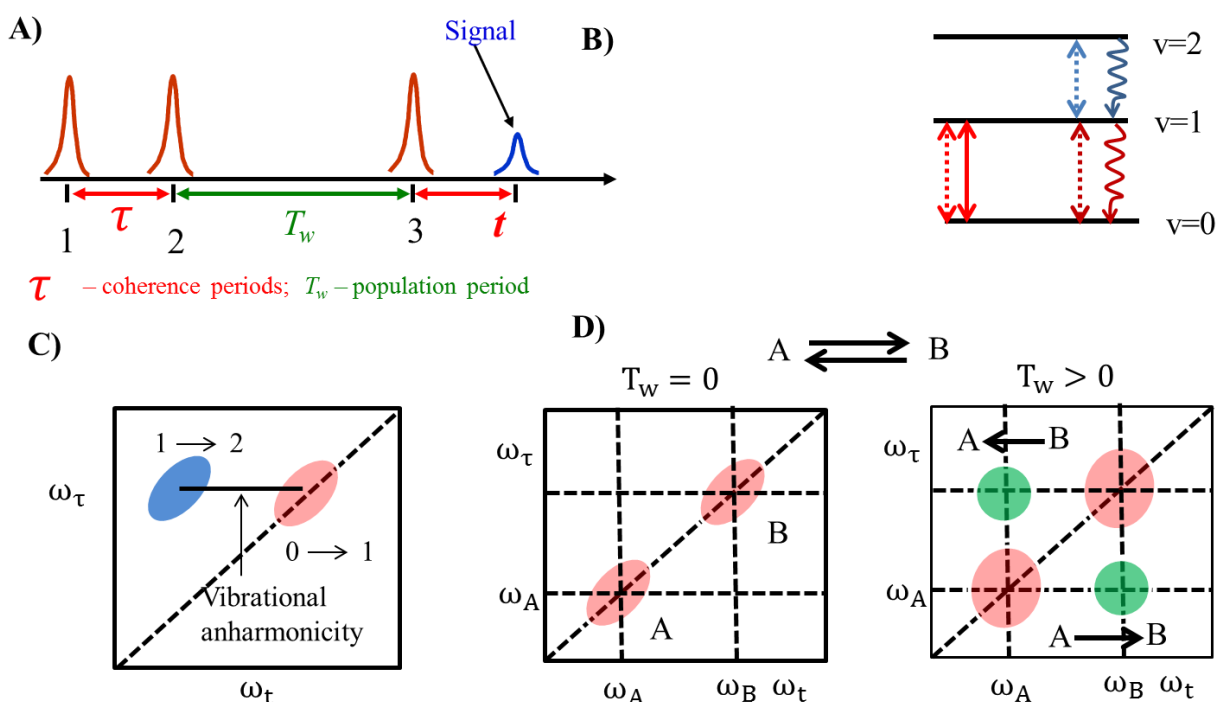 A)
Signal
τ
T_w
t
1
2
3
τ – coherence periods; T_w – population period
B)
v=2
v=1
v=0
C)
1 → 2
ω_τ
0 → 1
Vibrational
anharmonicity
ω_t
D)
A B
T_w = 0
ω_τ
B
ω_A
A
ω_A ω_B ω_t
T_w > 0
A ← B
ω_τ
ω_A
A → B
ω_A ω_B ω_t